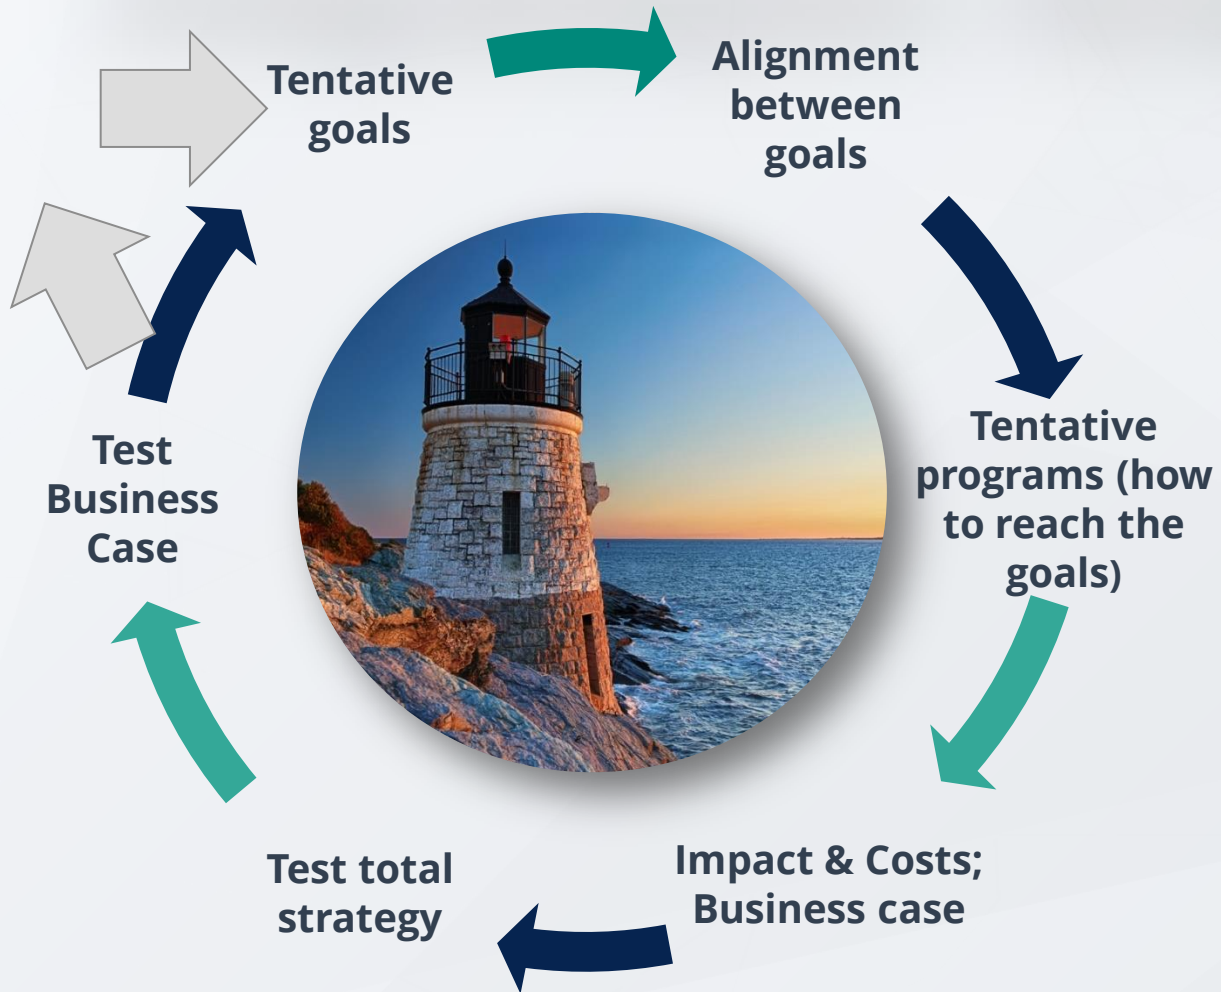 Tentative
goals
Alignment
between
goals
Tentative
programs (how
to reach the
goals)
Impact & Costs;
Business case
Test total
strategy
Test
Business
Case